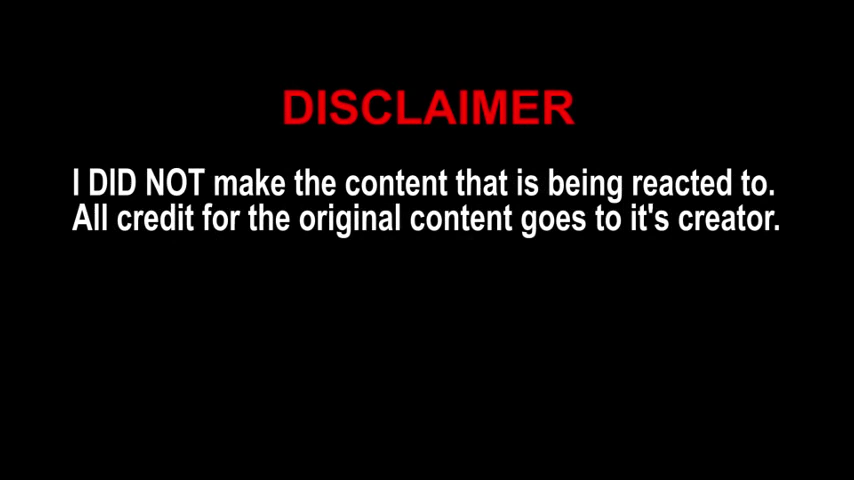 DISCLAIMER
I DID NOT make the content that is being reacted to.
All credit for the original content goes to it's creator.